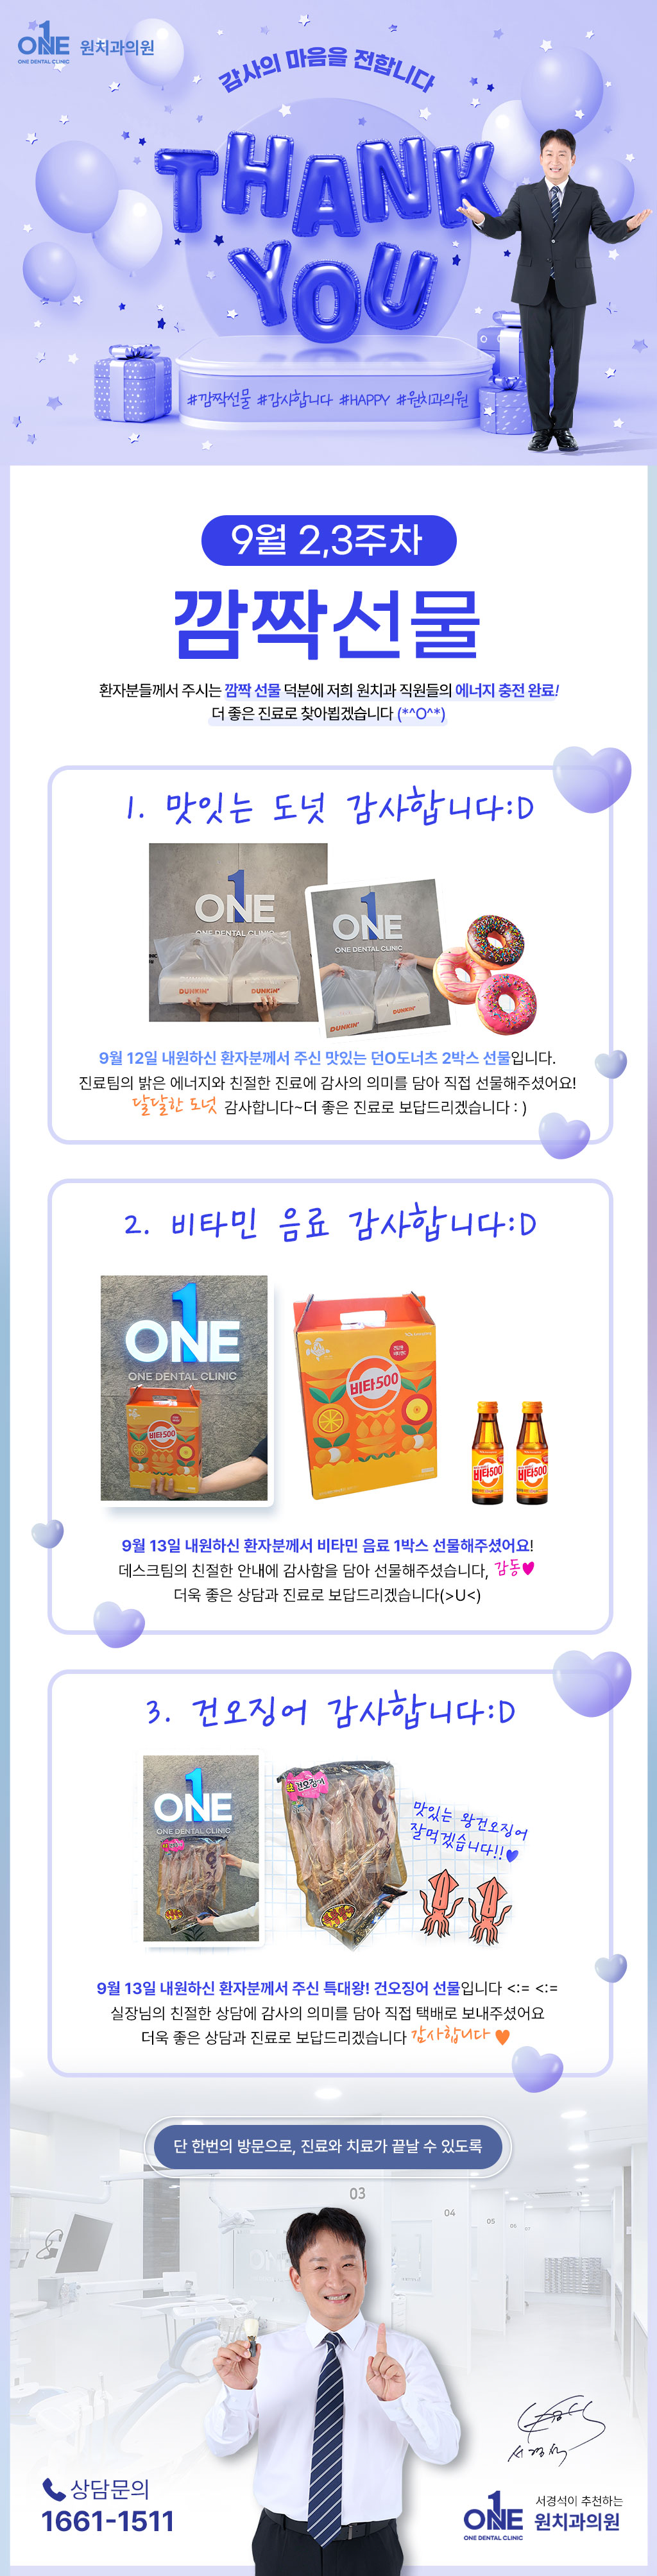 1
ONE
ONE DENTAL CLINIC
원치과의원
감사의 마음을 전합니다
THANK
YOU
#깜짝선물 #감사합니다 #HAPPY #원치과의원
9월 2,3주차
깜짝선물
환자분들께서 주시는 깜짝 선물 덕분에 저희 원치과 직원들의 에너지 충전 완료!
더 좋은 진료로 찾아뵙겠습니다 (*^O^*)
1. 맛있는 도넛 감사합니다:D
1
ONE
ONE DENTAL CLINIC
DUNKIN'
DUNKIN'
1
ONE
ONE DENTAL CLINIC
DUNKIN'
DUNKIN'
9월 12일 내원하신 환자분께서 주신 맛있는 던O도너츠 2박스 선물입니다.
진료팀의 밝은 에너지와 친절한 진료에 감사의 의미를 담아 직접 선물해주셨어요!
달달한 도넛 감사합니다~더 좋은 진료로 보답드리겠습니다 : )
2. 비타민 음료 감사합니다:D
1
ONE
ONE DENTAL CLINIC
비타500
비타500
비타500
비타500
9월 13일 내원하신 환자분께서 비타민 음료 1박스 선물해주셨어요!
데스크팀의 친절한 안내에 감사함을 담아 선물해주셨습니다, 감동♥
더욱 좋은 상담과 진료로 보답드리겠습니다(>U<)
3. 건오징어 감사합니다:D
1
ONE
ONE DENTAL CLINIC
건오징어
맛있는 왕건오징어
잘먹겠습니다!!♥
9월 13일 내원하신 환자분께서 주신 특대왕! 건오징어 선물입니다 <:= <:=
실장님의 친절한 상담에 감사의 의미를 담아 직접 택배로 보내주셨어요
더욱 좋은 상담과 진료로 보답드리겠습니다 감사합니다 ♥
단 한번의 방문으로, 진료와 치료가 끝날 수 있도록
03
04
05
06
상담문의
1661-1511
서경석
서경석이 추천하는
1
ONE
ONE DENTAL CLINIC
원치과의원